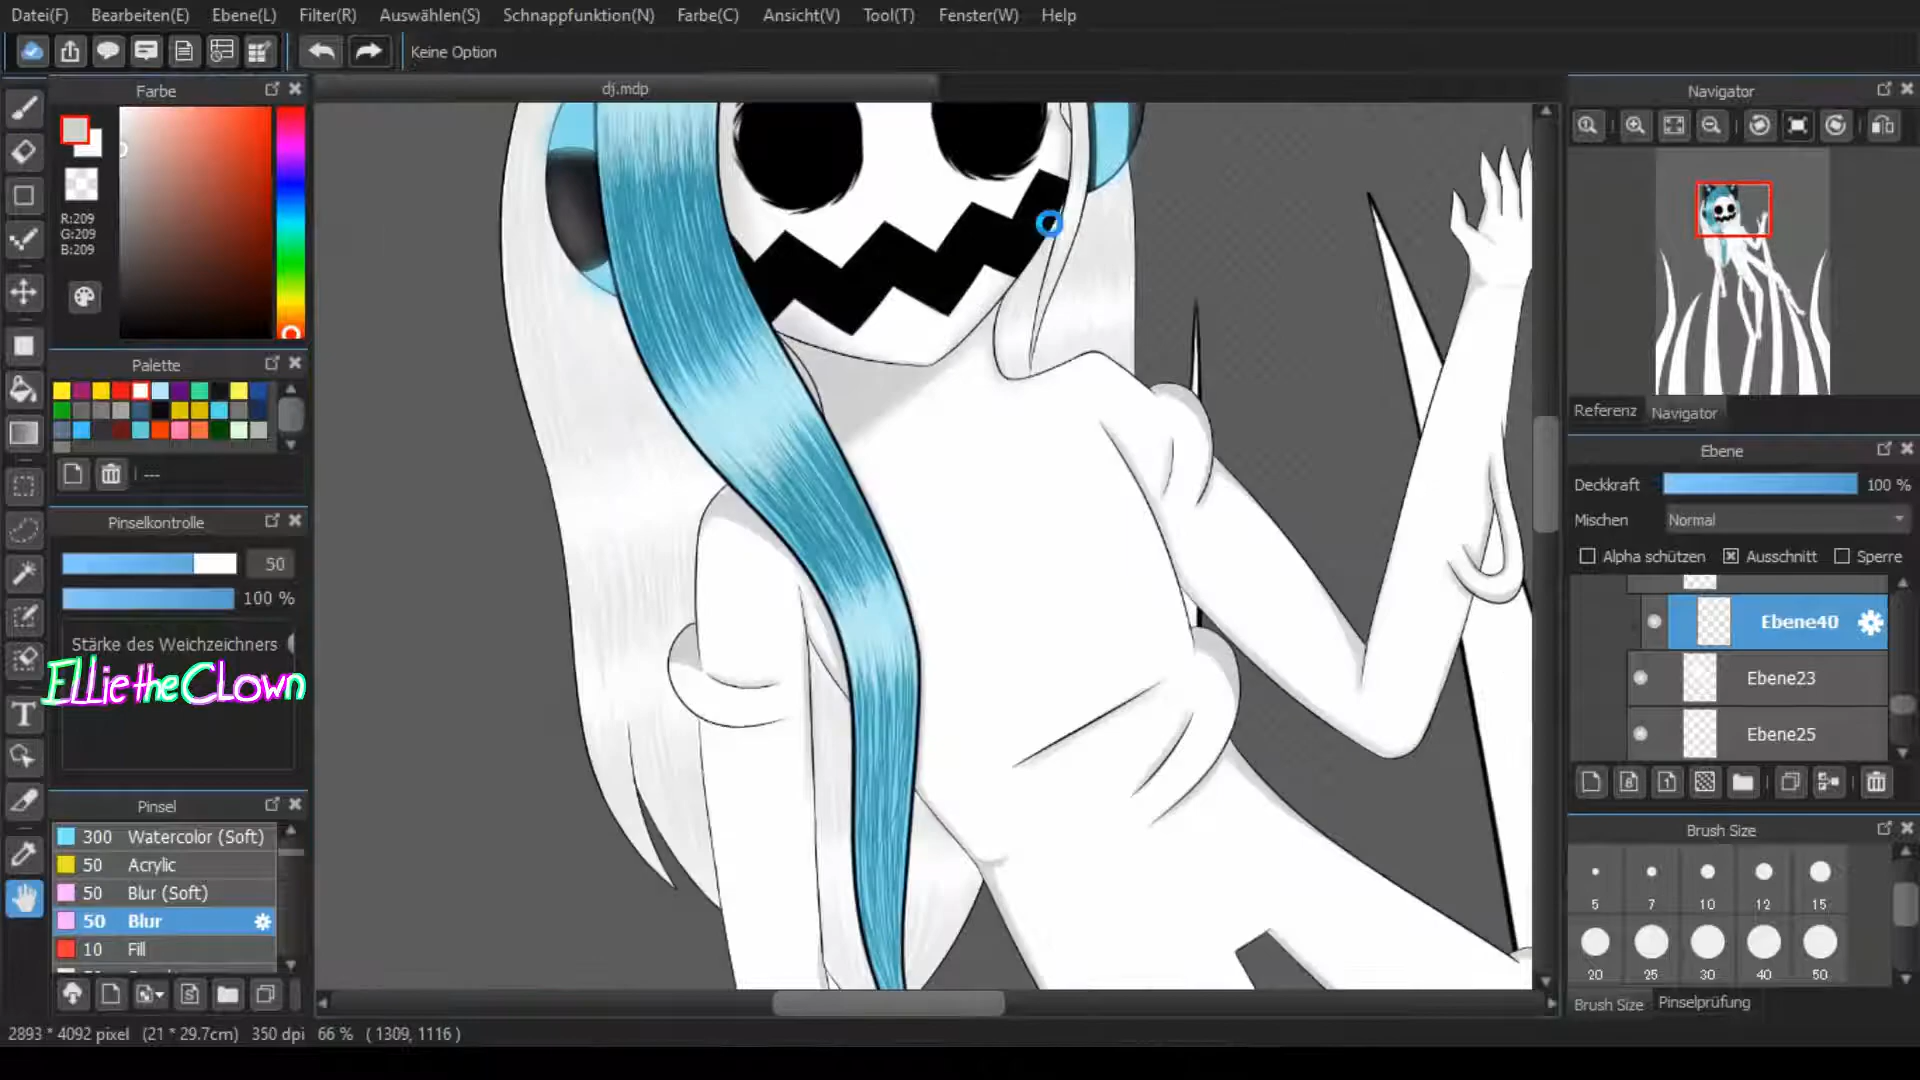 Datei(F) Bearbeiten(E) Ebene(L) Filter(R) Auswählen(S) Schnappfunktion(N) Farbe(C) Ansicht(V) Tool(T) Fenster(W) Help
Keine Option
Farbe
dj.mdp
Navigator
R:209
G:209
B:209
Palette
---
Referenz Navigator
Ebene
Deckkraft 100 %
Mischen Normal
Alpha schützen Ausschnitt Sperre
Ebene40
Ebene23
Ebene25
Pinselkontrolle
50
100 %
Stärke des Weichzeichners
ELLietheCLown
Pinsel
300 Watercolor (Soft)
50 Acrylic
50 Blur (Soft)
50 Blur
10 Fill
Brush Size
5 7 10 12 15
20 25 30 40 50
Brush Size Pinselprüfung
2893 * 4092 pixel (21 * 29.7cm) 350 dpi 66 % ( 1309, 1116 )